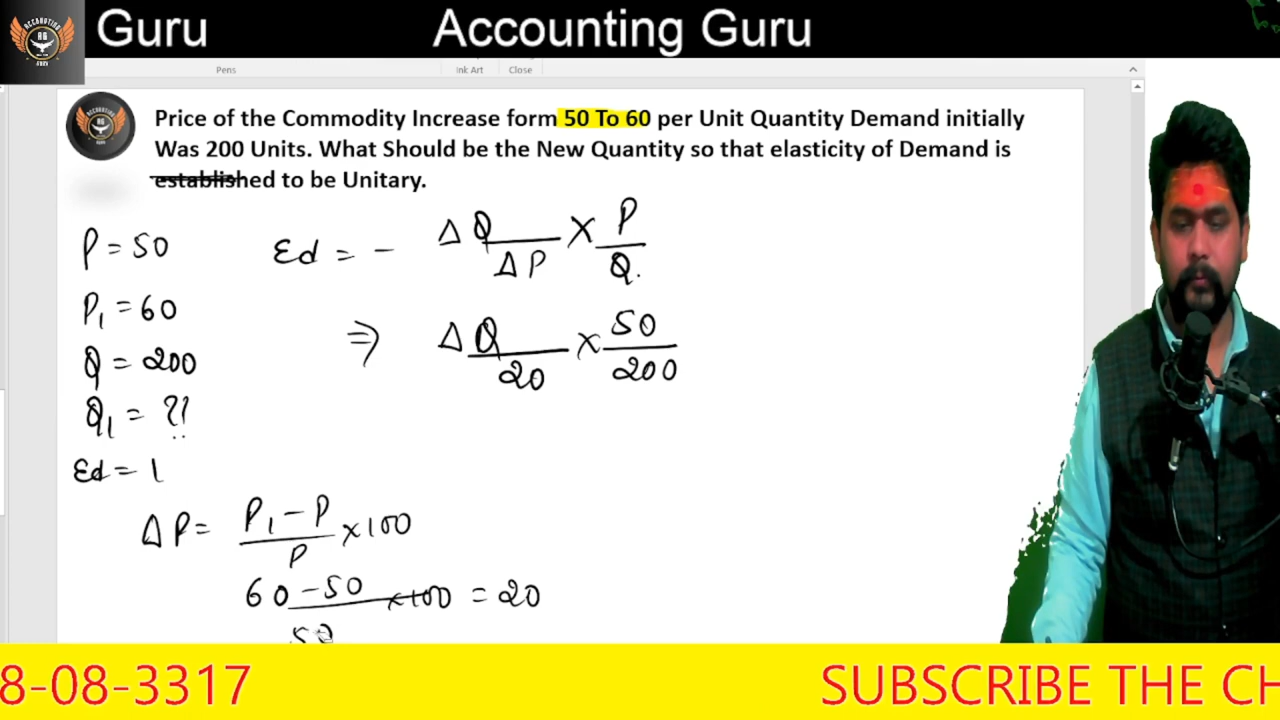 Guru Accounting Guru
Pens Ink Art Close
Price of the Commodity Increase form 50 To 60 per Unit Quantity Demand initially
Was 200 Units. What Should be the New Quantity so that elasticity of Demand is
established to be Unitary.
P = 50
P₁ = 60
Q = 200
Q₁ = ??
Ed = 1
Ed = - ΔQ/ΔP × P/Q
⇒ ΔQ/20 × 50/200
ΔP = P₁ - P/P × 100
60 - 50/50 × 100 = 20
8-08-3317 SUBSCRIBE THE CH